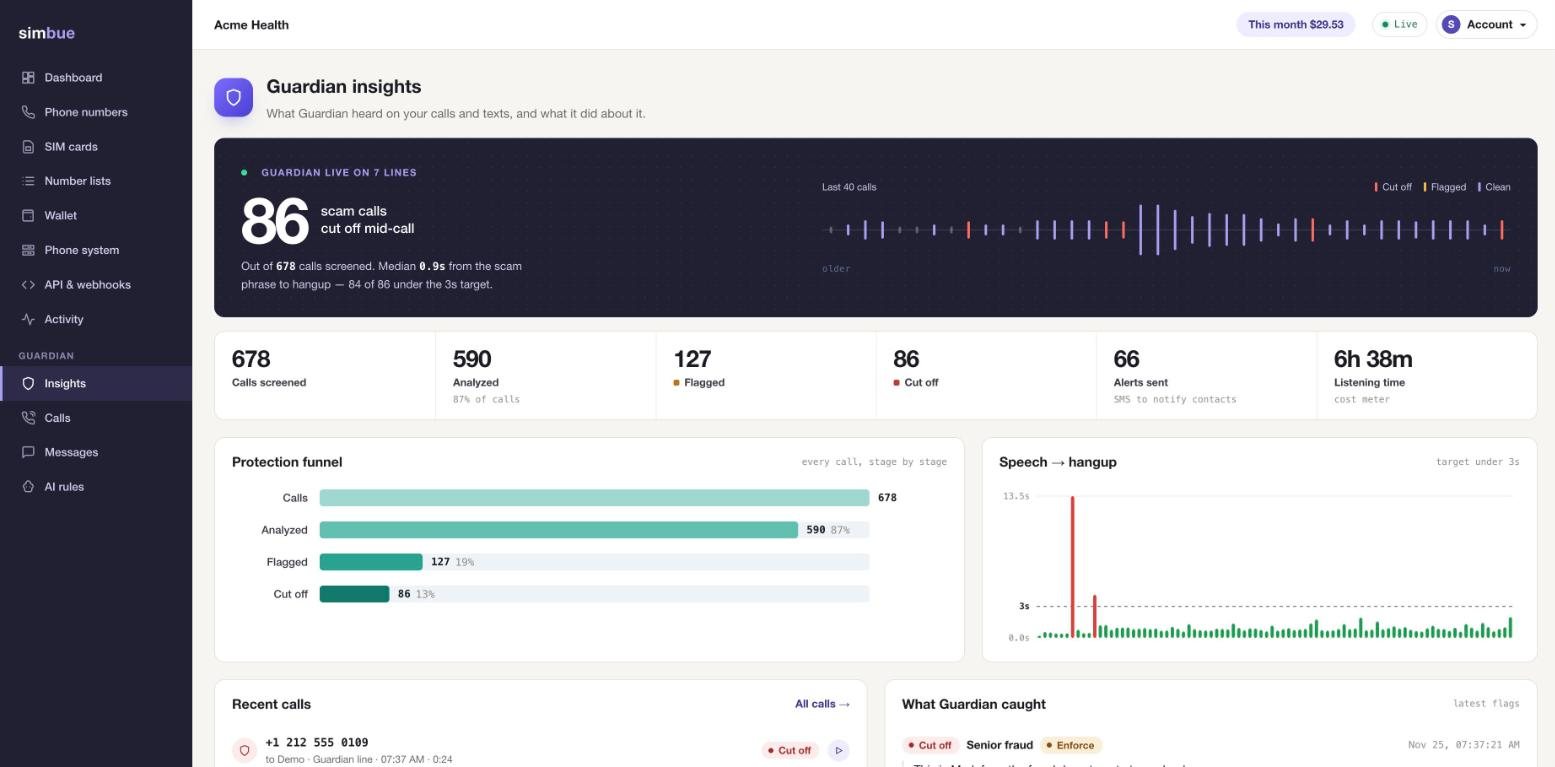 simbue
Acme Health
This month $29.53
Live
S
Account
Dashboard
Phone numbers
SIM cards
Number lists
Wallet
Phone system
API & webhooks
Activity
GUARDIAN
Insights
Calls
Messages
AI rules
Guardian insights
What Guardian heard on your calls and texts, and what it did about it.
GUARDIAN LIVE ON 7 LINES
86
scam calls
cut off mid-call
Out of 678 calls screened. Median 0.9s from the scam
phrase to hangup — 84 of 86 under the 3s target.
Last 40 calls
Cut off
Flagged
Clean
older
now
678
Calls screened
590
Analyzed
87% of calls
127
Flagged
86
Cut off
66
Alerts sent
SMS to notify contacts
6h 38m
Listening time
cost meter
Protection funnel
every call, stage by stage
Calls 678
Analyzed 590 87%
Flagged 127 19%
Cut off 86 13%
Speech → hangup
target under 3s
13.5s
3s
0.0s
Recent calls
All calls →
+1 212 555 0109
to Demo · Guardian line · 07:37 AM · 0:24
Cut off
What Guardian caught
latest flags
Cut off Senior fraud Enforce
Nov 25, 07:37:21 AM